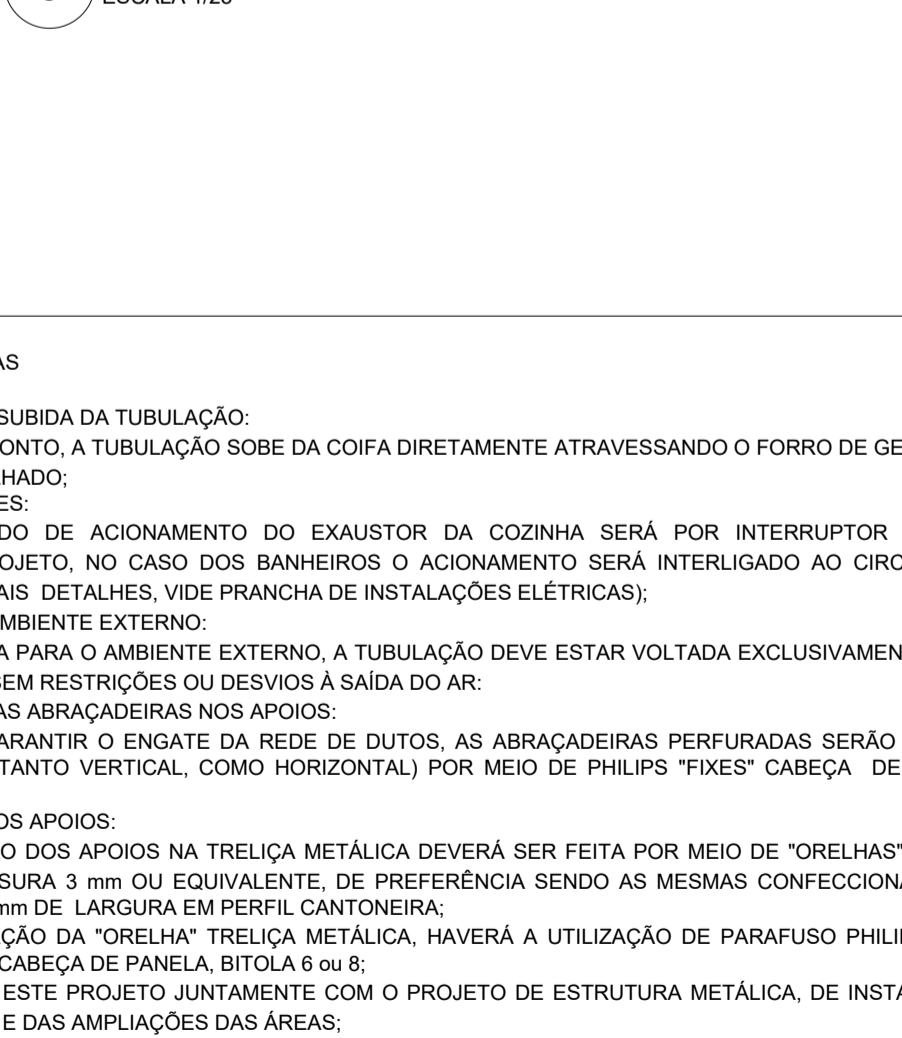 ESCALA 1/25
AS
SUBIDA DA TUBULAÇÃO:
ONTO, A TUBULAÇÃO SOBE DA COIFA DIRETAMENTE ATRAVESSANDO O FORRO DE GE
HADO;
ES:
DO DE ACIONAMENTO DO EXAUSTOR DA COZINHA SERÁ POR INTERRUPTOR
OJETO, NO CASO DOS BANHEIROS O ACIONAMENTO SERÁ INTERLIGADO AO CIRC
AIS DETALHES, VIDE PRANCHA DE INSTALAÇÕES ELÉTRICAS);
MBIENTE EXTERNO:
A PARA O AMBIENTE EXTERNO, A TUBULAÇÃO DEVE ESTAR VOLTADA EXCLUSIVAMEN
SEM RESTRIÇÕES OU DESVIOS À SAÍDA DO AR:
AS ABRAÇADEIRAS NOS APOIOS:
ARANTIR O ENGATE DA REDE DE DUTOS, AS ABRAÇADEIRAS PERFURADAS SERÃO
TANTO VERTICAL, COMO HORIZONTAL) POR MEIO DE PHILIPS "FIXES" CABEÇA DE
OS APOIOS:
O DOS APOIOS NA TRELIÇA METÁLICA DEVERÁ SER FEITA POR MEIO DE "ORELHAS"
SURA 3 mm OU EQUIVALENTE, DE PREFERÊNCIA SENDO AS MESMAS CONFECCION
mm DE LARGURA EM PERFIL CANTONEIRA;
ÇÃO DA "ORELHA" TRELIÇA METÁLICA, HAVERÁ A UTILIZAÇÃO DE PARAFUSO PHILI
CABEÇA DE PANELA, BITOLA 6 ou 8;
ESTE PROJETO JUNTAMENTE COM O PROJETO DE ESTRUTURA METÁLICA, DE INSTA
E DAS AMPLIAÇÕES DAS ÁREAS;